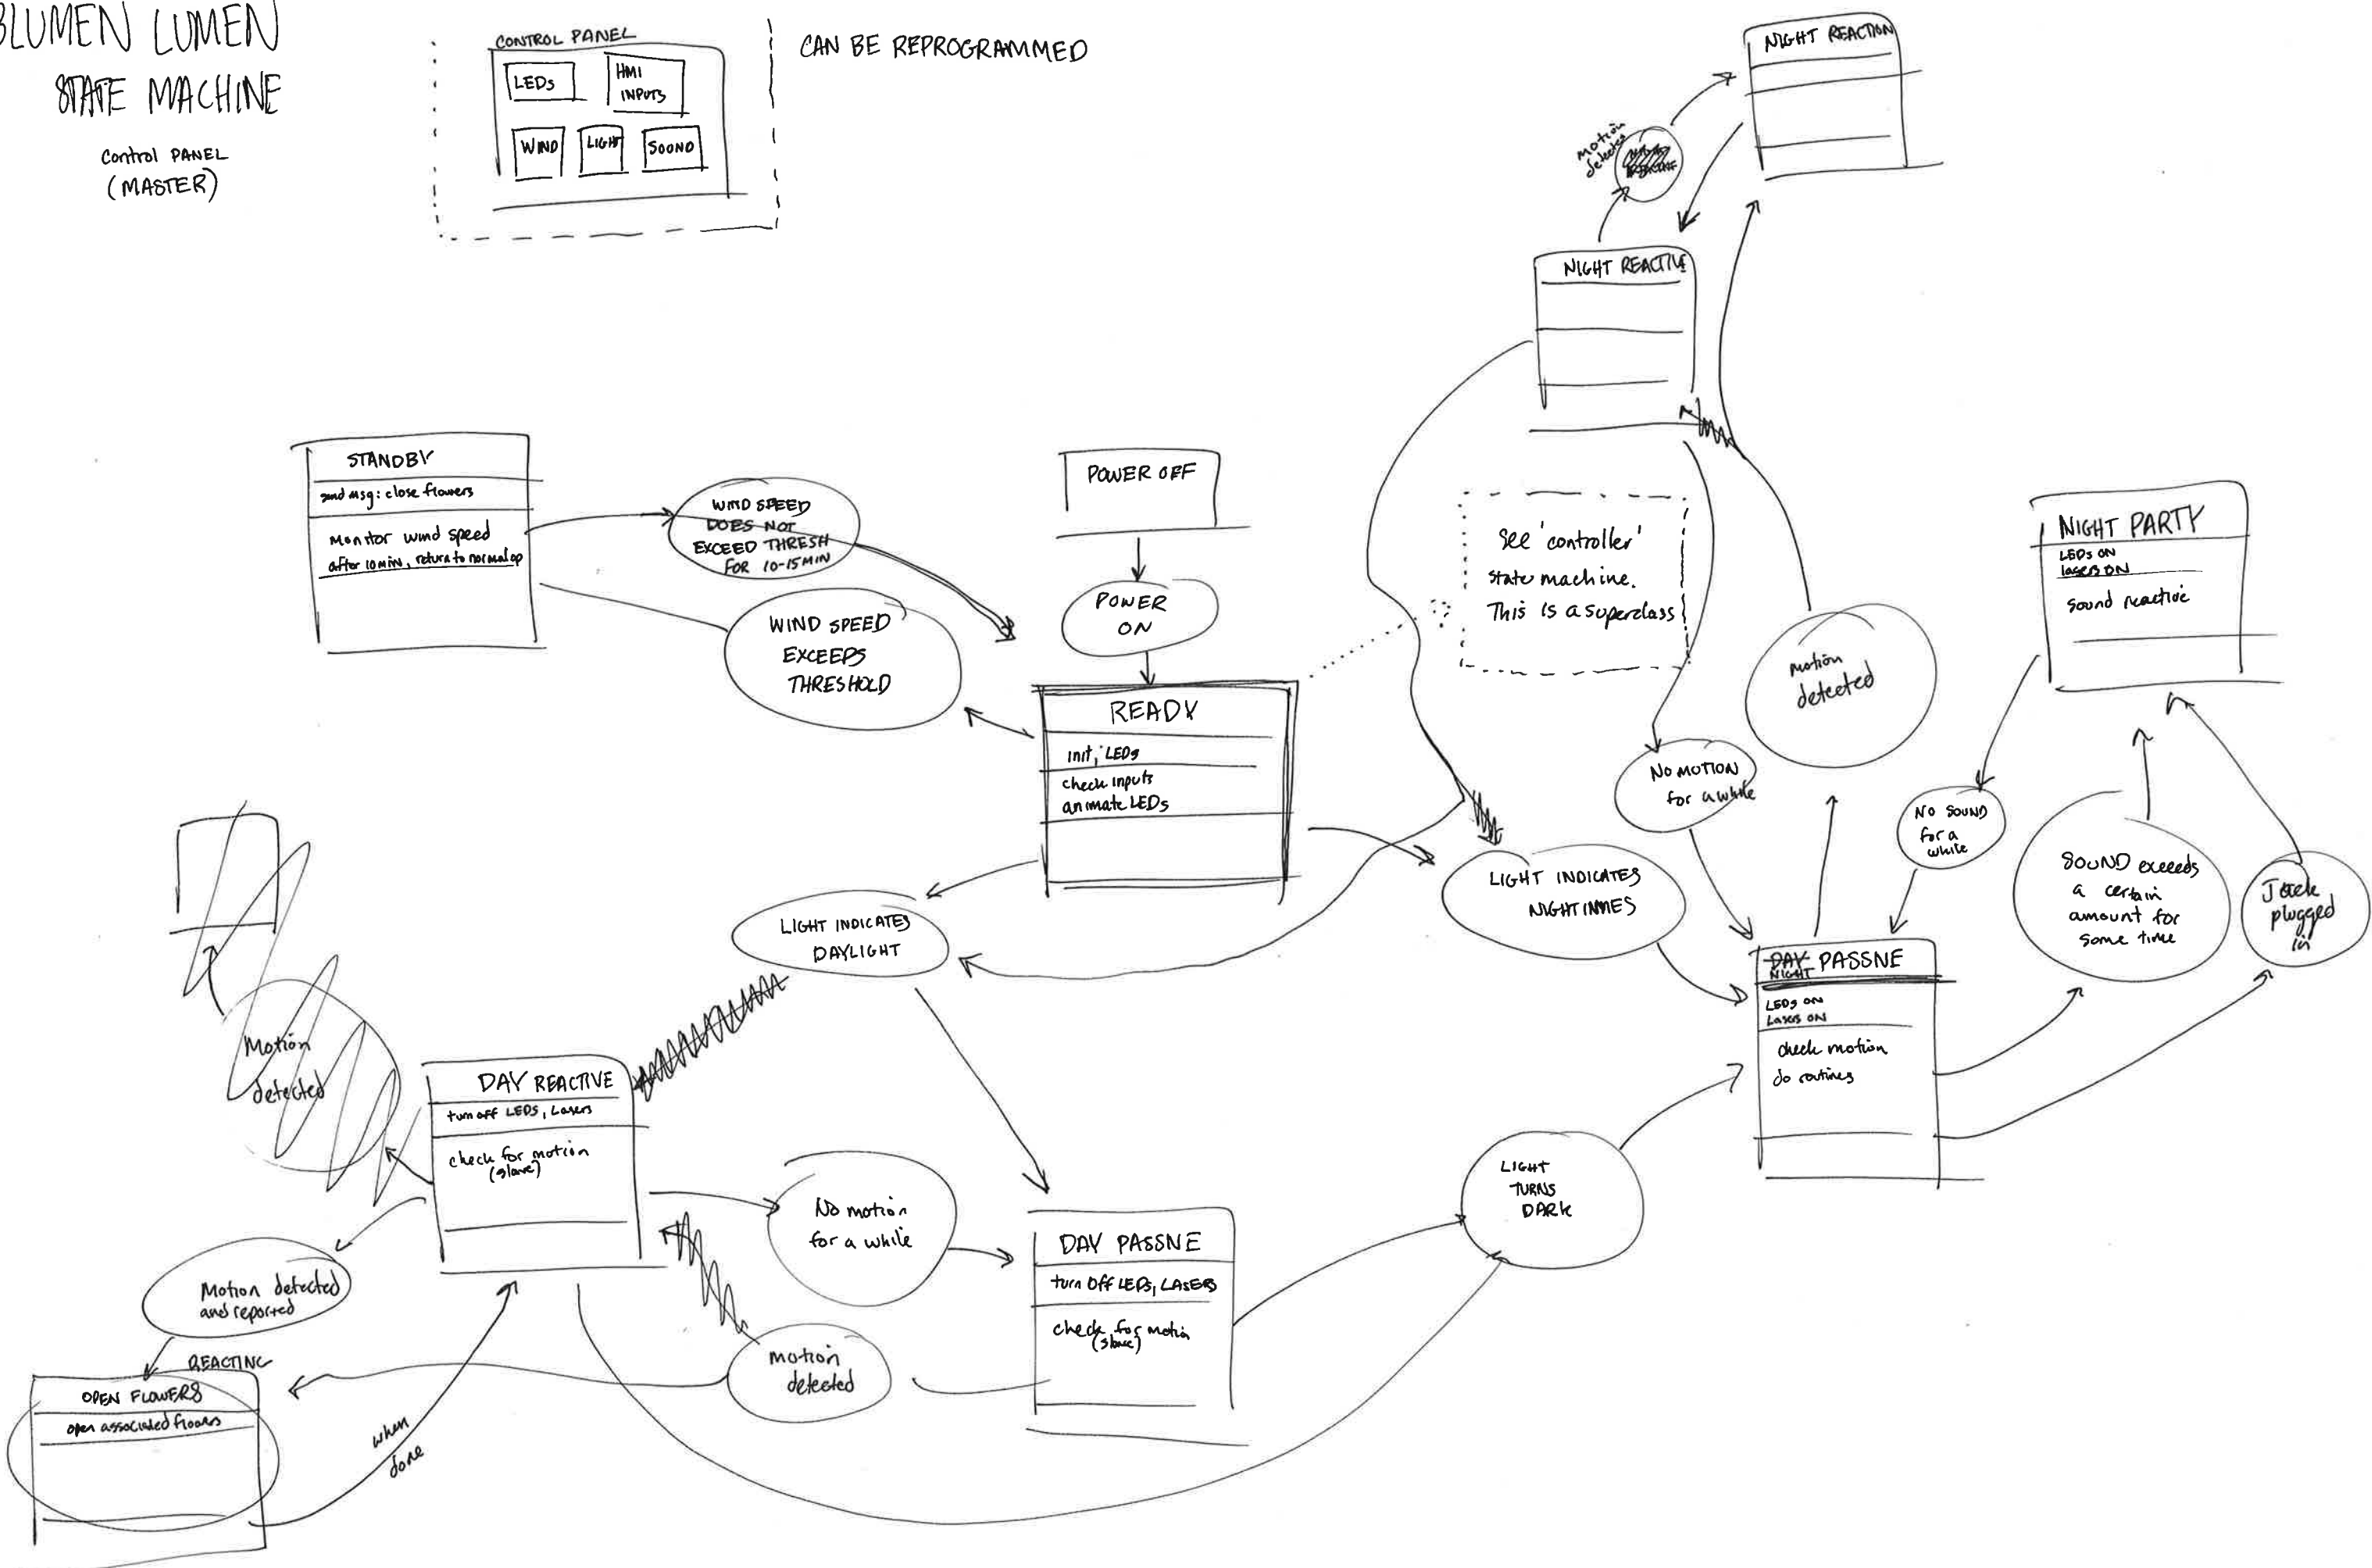 BLUMEN LUMEN
STATE MACHINE
Control PANEL
(MASTER)
CONTROL PANEL
LEDs
HMI
INPUTS
WIND
LIGHT
SOUND
CAN BE REPROGRAMMED
NIGHT REACTION
motion
detected
NIGHT REACTIVE
STANDBY
send msg: close flowers
Monitor wind speed
after 10 min, return to normal op
WIND SPEED
DOES NOT
EXCEED THRESH
FOR 10-15 MIN
WIND SPEED
EXCEEDS
THRESHOLD
POWER OFF
POWER
ON
READY
init, LEDs
check inputs
animate LEDs
See 'controller'
state machine.
This is a superclass
motion
detected
NIGHT PARTY
LEDs ON
lasers ON
sound reactive
NO MOTION
for a while
NO SOUND
for a
while
SOUND exceeds
a certain
amount for
some time
Jack
plugged
in
LIGHT INDICATES
DAYLIGHT
LIGHT INDICATES
NIGHTIMES
DAY PASSIVE
NIGHT
LEDS ON
Lasers ON
check motion
do routines
Motion
detected
DAY REACTIVE
turn off LEDS, Lasers
check for motion
(slave)
No motion
for a while
LIGHT
TURNS
DARK
DAY PASSIVE
turn OFF LEDs, LASERS
check for motion
(slave)
Motion detected
and reported
motion
detected
REACTING
OPEN FLOWERS
open associated flowers
when
done